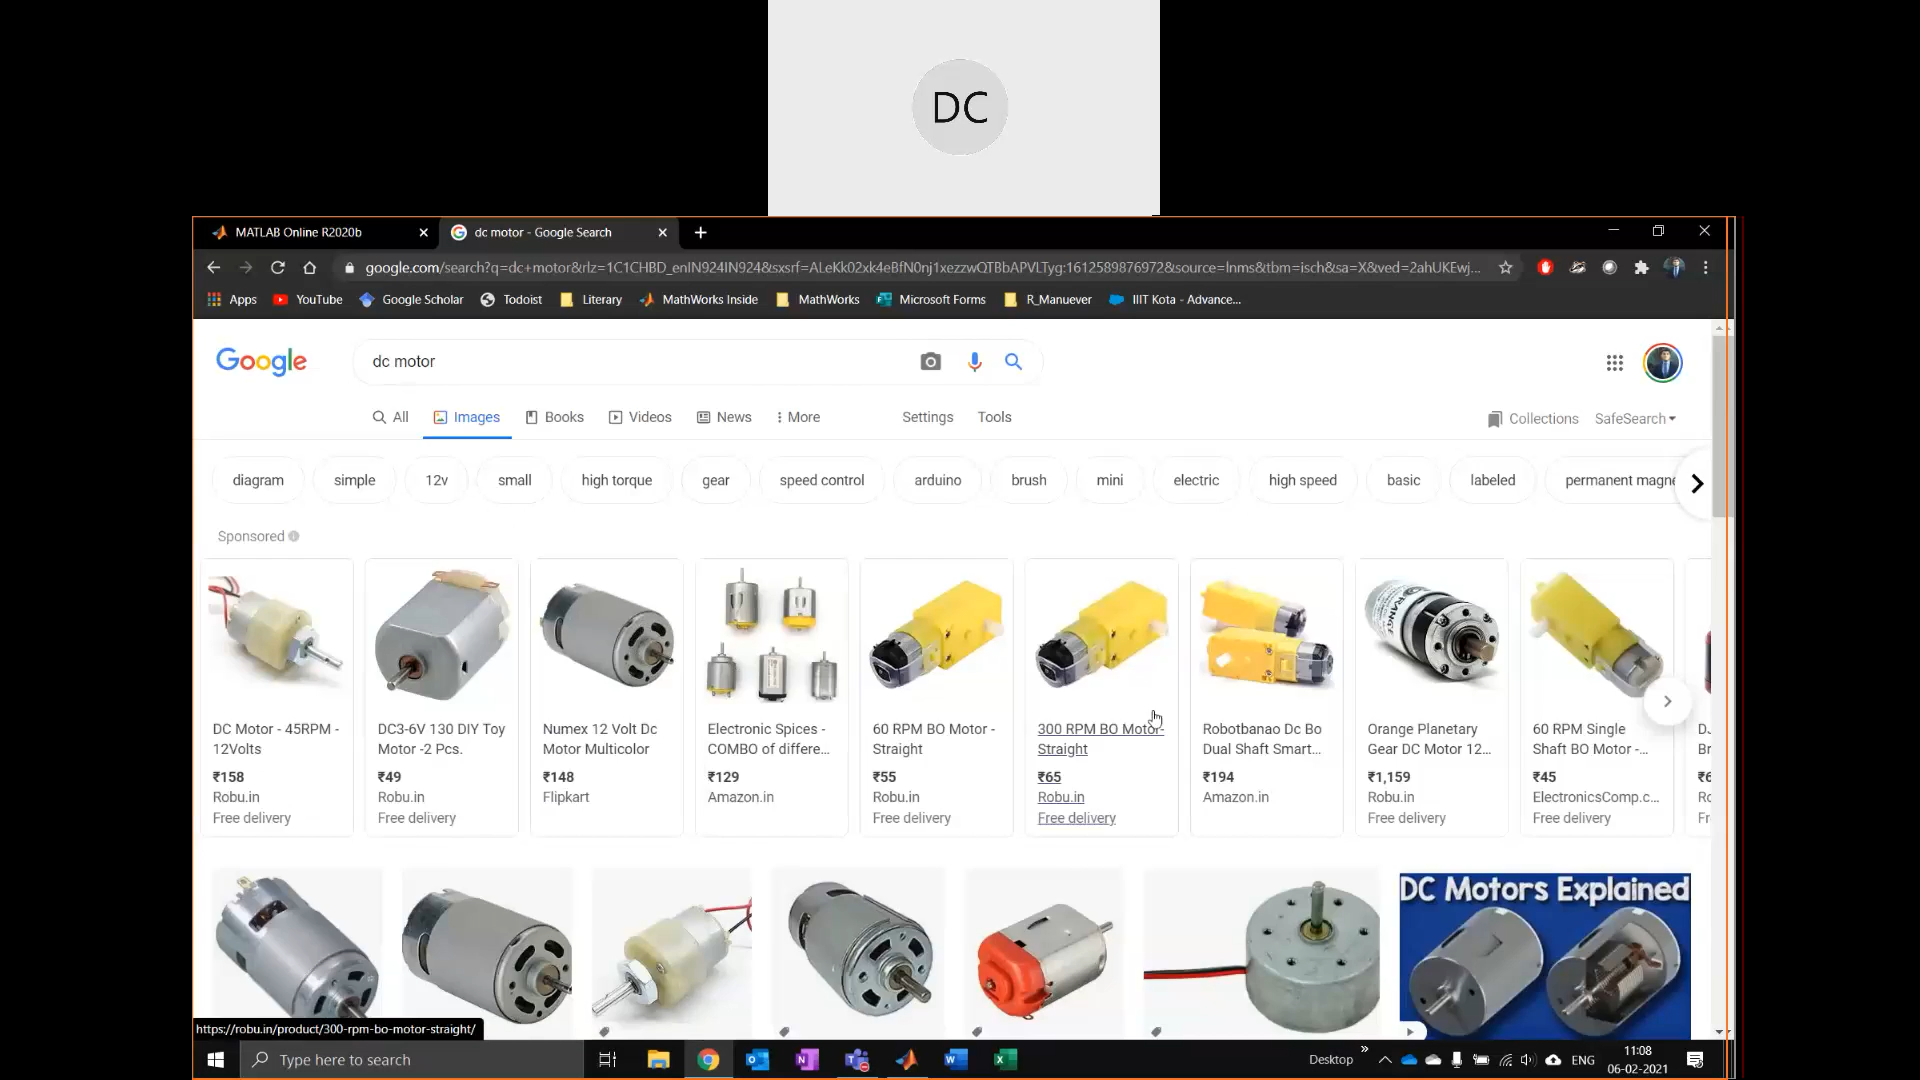 DC
MATLAB Online R2020b
dc motor - Google Search
google.com/search?q=dc+motor&rlz=1C1CHBD_enIN924IN924&sxsrf=ALeKk02xk4eBfN0nj1xezzwQTBbAPVLTyg:1612589876972&source=lnms&tbm=isch&sa=X&ved=2ahUKEwj...
Apps YouTube Google Scholar Todoist Literary MathWorks Inside MathWorks Microsoft Forms R_Manuever IIIT Kota - Advance...
Google
dc motor
All Images Books Videos News More Settings Tools Collections SafeSearch
diagram simple 12v small high torque gear speed control arduino brush mini electric high speed basic labeled permanent magne
Sponsored
DC Motor - 45RPM -
12Volts
₹158
Robu.in
Free delivery
DC3-6V 130 DIY Toy
Motor -2 Pcs.
₹49
Robu.in
Free delivery
Numex 12 Volt Dc
Motor Multicolor
₹148
Flipkart
Electronic Spices -
COMBO of differe...
₹129
Amazon.in
60 RPM BO Motor -
Straight
₹55
Robu.in
Free delivery
300 RPM BO Motor-
Straight
₹65
Robu.in
Free delivery
Robotbanao Dc Bo
Dual Shaft Smart...
₹194
Amazon.in
Orange Planetary
Gear DC Motor 12...
₹1,159
Robu.in
Free delivery
60 RPM Single
Shaft BO Motor -...
₹45
ElectronicsComp.c...
Free delivery
DC Motors Explained
https://robu.in/product/300-rpm-bo-motor-straight/
Type here to search
Desktop
ENG
11:08
06-02-2021